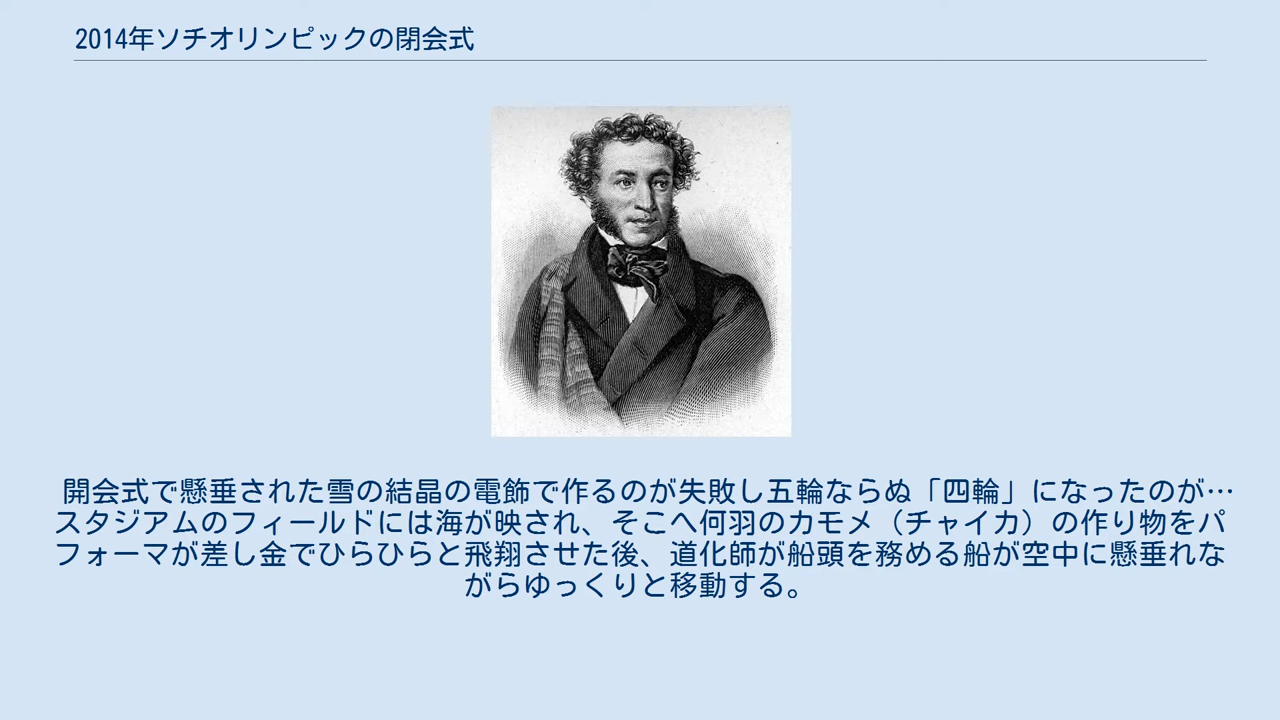 2014年ソチオリンピックの閉会式
開会式で懸垂された雪の結晶の電飾で作るのが失敗し五輪ならぬ「四輪」になったのが…
スタジアムのフィールドには海が映され、そこへ何羽のカモメ（チャイカ）の作り物をパ
フォーマが差し金でひらひらと飛翔させた後、道化師が船頭を務める船が空中に懸垂れな
がらゆっくりと移動する。